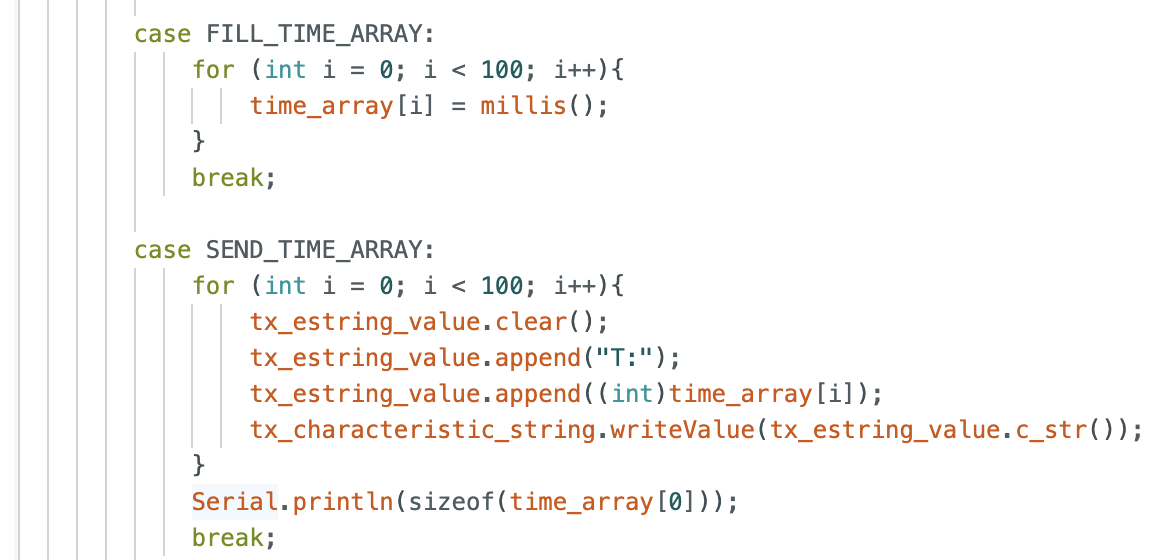 case FILL_TIME_ARRAY:
for (int i = 0; i < 100; i++){
time_array[i] = millis();
}
break;
case SEND_TIME_ARRAY:
for (int i = 0; i < 100; i++){
tx_estring_value.clear();
tx_estring_value.append("T:");
tx_estring_value.append((int)time_array[i]);
tx_characteristic_string.writeValue(tx_estring_value.c_str());
}
Serial.println(sizeof(time_array[0]));
break;